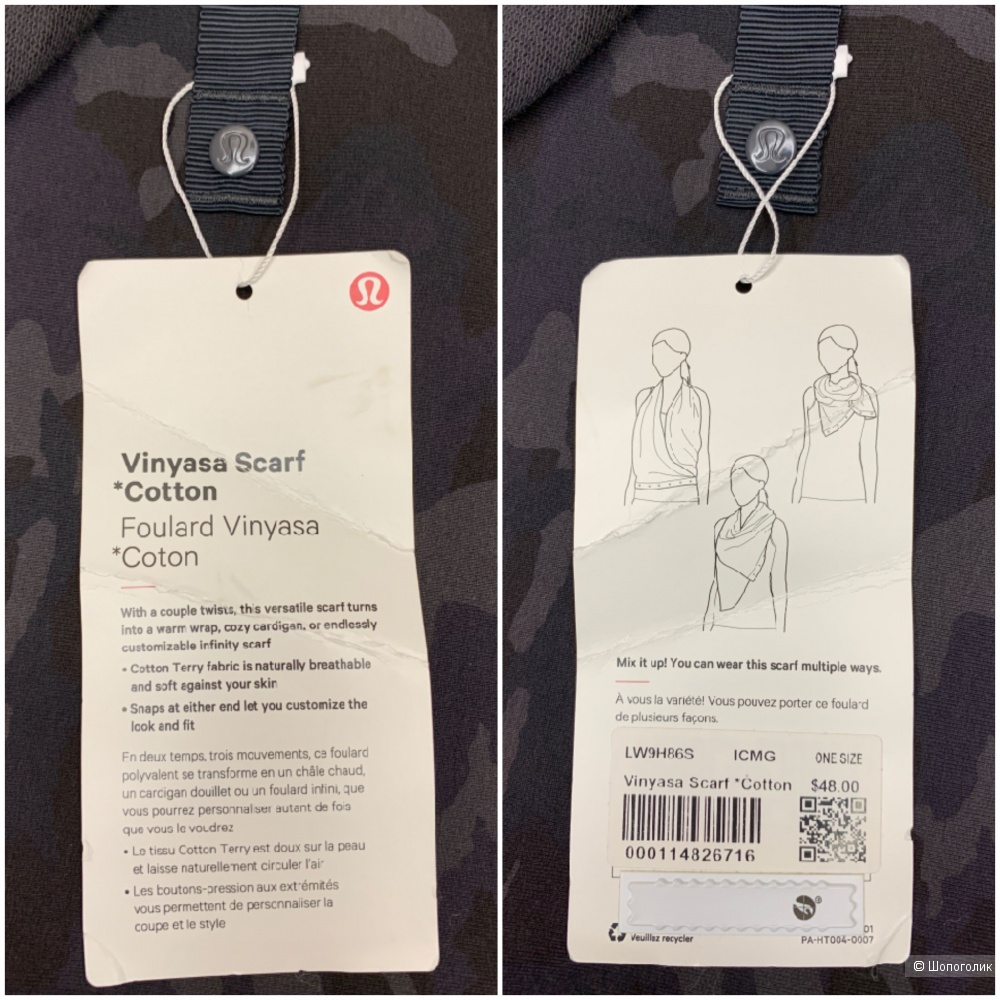 Vinyasa Scarf
*Cotton
Foulard Vinyasa
*Coton
With a couple twists, this versatile scarf turns
into a warm wrap, cozy cardigan, or endlessly
customizable infinity scarf
• Cotton Terry fabric is naturally breathable
and soft against your skin
• Snaps at either end let you customize the
look and fit
En deux temps, trois mouvements, ce foulard
polyvalent se transforme en un châle chaud,
un cardigan douillet ou un foulard infini, que
vous pourrez personnaliser autant de fois
que vous le voudrez
• Le tissu Cotton Terry est doux sur la peau
et laisse naturellement circuler l'air
• Les boutons-pression aux extrémités
vous permettent de personnaliser la
coupe et le style
Mix it up! You can wear this scarf multiple ways.
À vous la variété! Vous pouvez porter ce foulard
de plusieurs façons.
LW9H86S ICMG ONE SIZE
Vinyasa Scarf *Cotton $48.00
000114826716
01
Veuillez recycler PA-HT004-0007
© Шопоголик